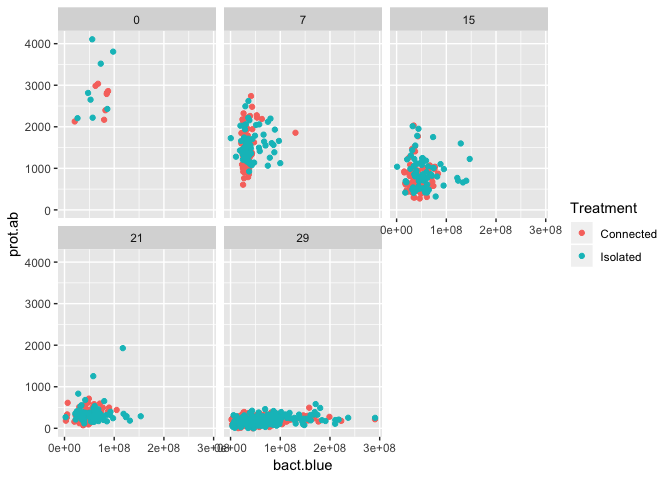 0 7 15
4000
3000
2000
1000
0
0e+00 1e+08 2e+08 3e+08
21 29
4000
3000
2000
1000
0
0e+00 1e+08 2e+08 3e+08 0e+00 1e+08 2e+08 3e+08
bact.blue
prot.ab
Treatment
Connected
Isolated